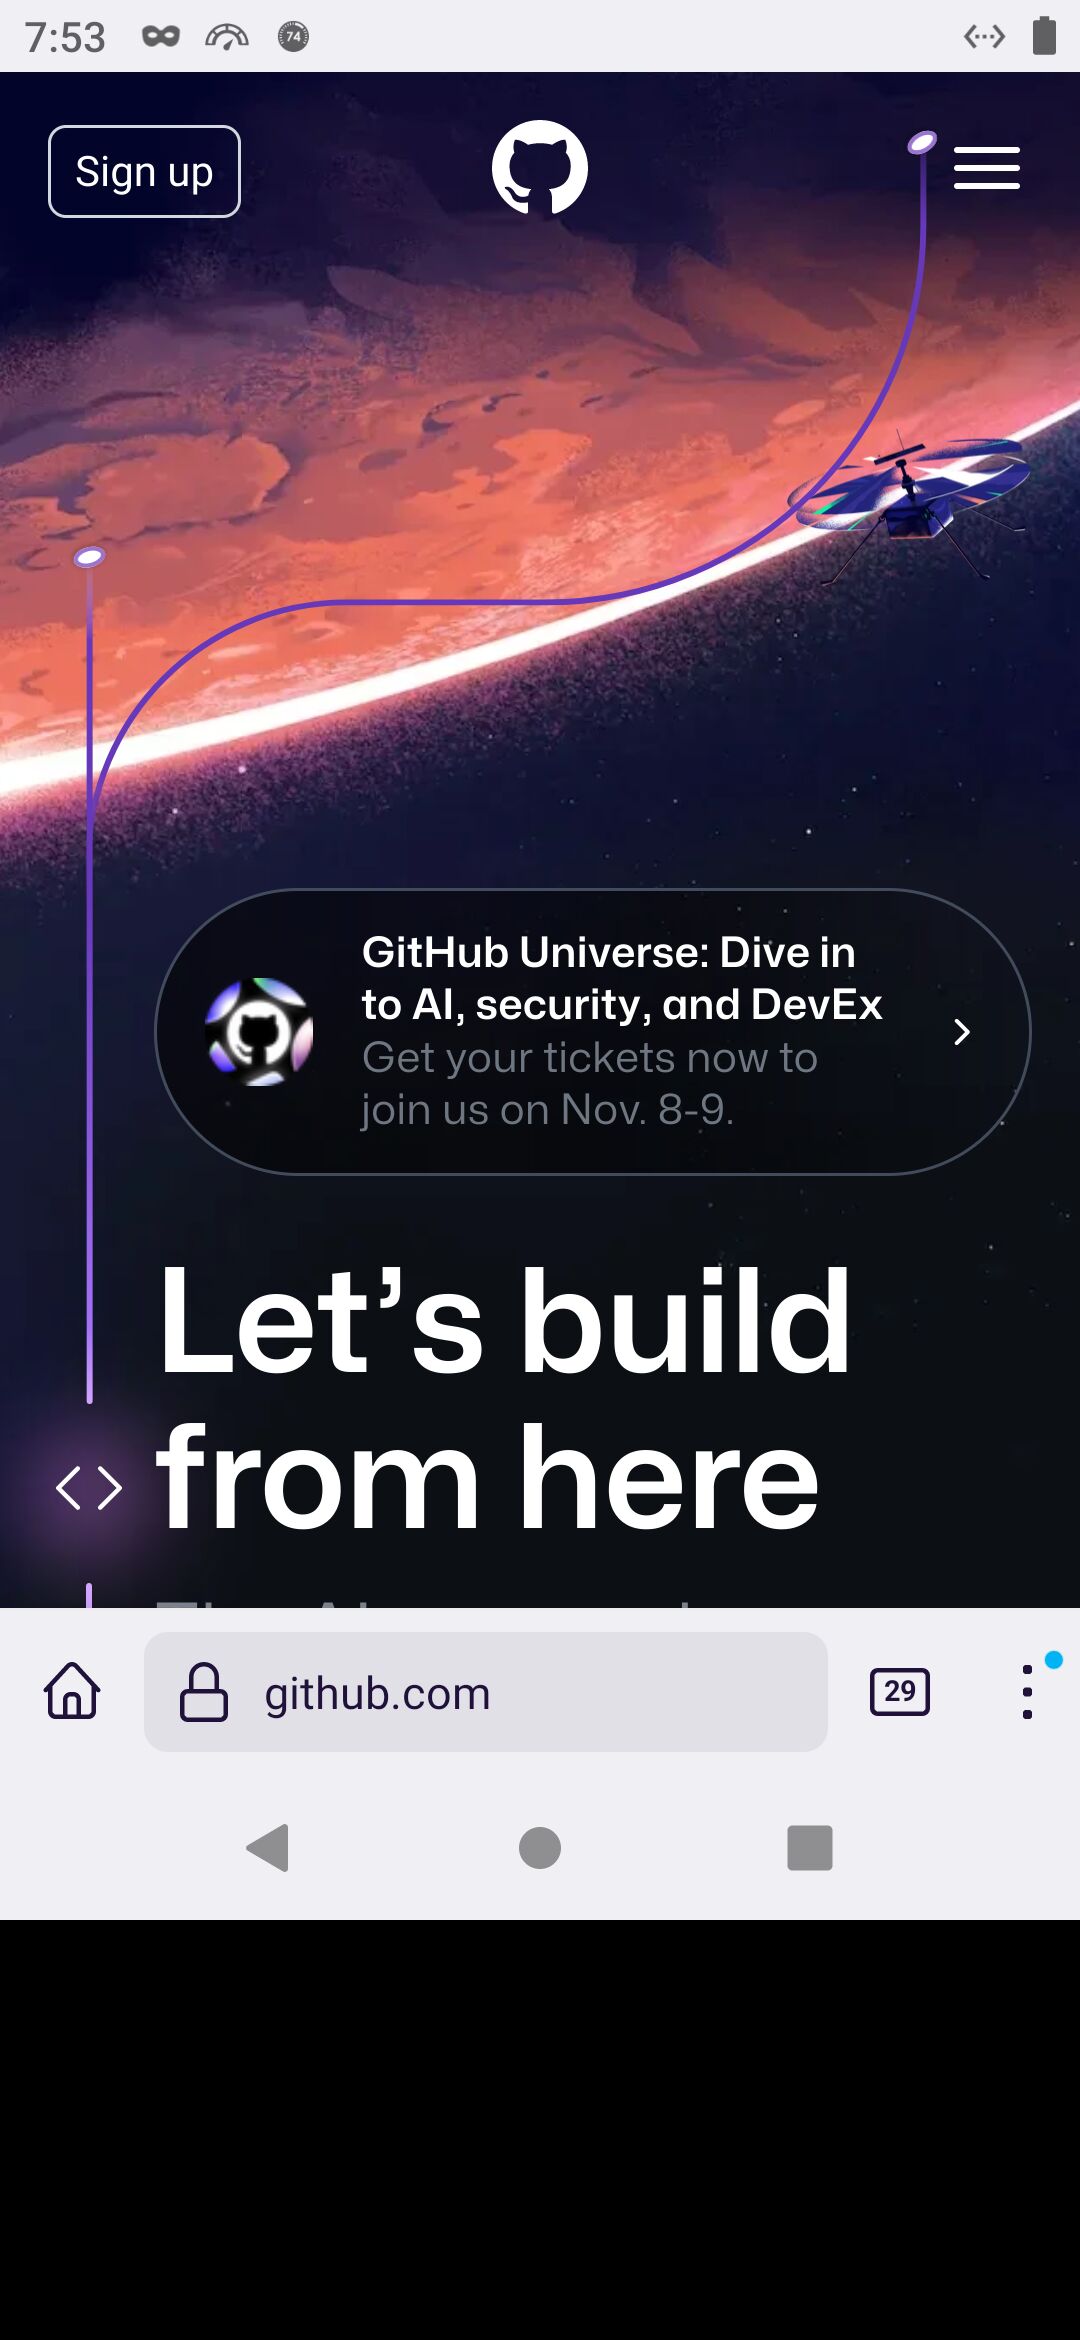 7:53
74
Sign up
GitHub Universe: Dive in
to AI, security, and DevEx
Get your tickets now to
join us on Nov. 8-9.
Let’s build
from here
github.com
29